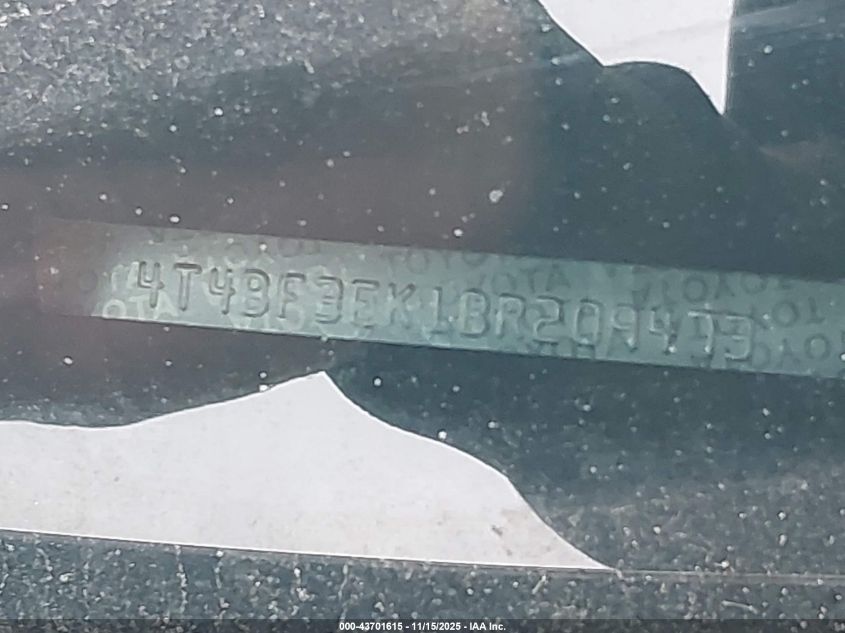 4T4BF3EK1BR209473
000-43701615 - 11/15/2025 - IAA Inc.